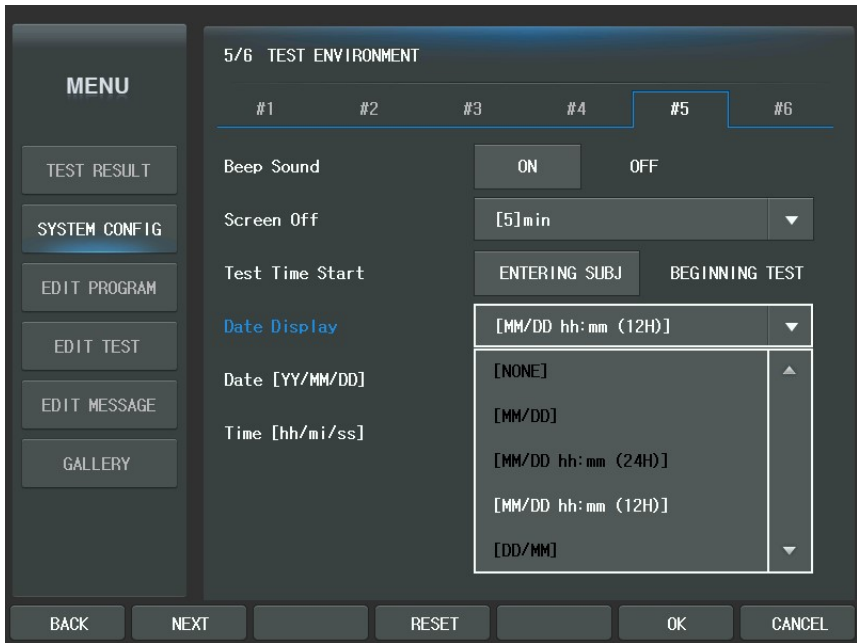 MENU
TEST RESULT
SYSTEM CONFIG
EDIT PROGRAM
EDIT TEST
EDIT MESSAGE
GALLERY
5/6 TEST ENVIRONMENT
#1 #2 #3 #4 #5 #6
Beep Sound ON OFF
Screen Off [5]min
Test Time Start ENTERING SUBJ BEGINNING TEST
Date Display [MM/DD hh:mm (12H)]
Date [YY/MM/DD]
Time [hh/mi/ss]
[NONE]
[MM/DD]
[MM/DD hh:mm (24H)]
[MM/DD hh:mm (12H)]
[DD/MM]
BACK NEXT RESET OK CANCEL